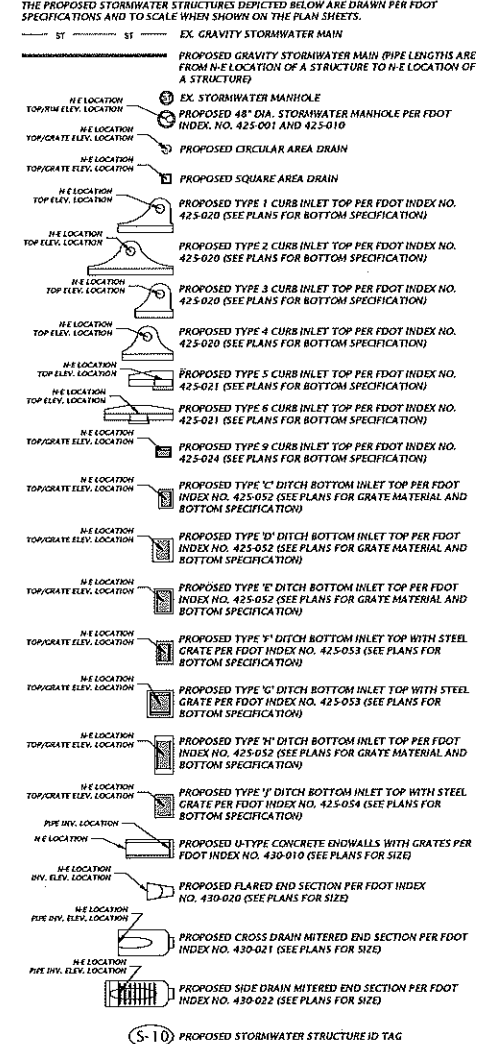 THE PROPOSED STORMWATER STRUCTURES DEPICTED BELOW ARE DRAWN PER FDOT
SPECIFICATIONS AND TO SCALE WHEN SHOWN ON THE PLAN SHEETS.
ST ST EX. GRAVITY STORMWATER MAIN
PROPOSED GRAVITY STORMWATER MAIN (PIPE LENGTHS ARE
FROM N-E LOCATION OF A STRUCTURE TO N-E LOCATION OF
A STRUCTURE)
EX. STORMWATER MANHOLE
N-E LOCATION
TOP/RIM ELEV. LOCATION
PROPOSED 48" DIA. STORMWATER MANHOLE PER FDOT
INDEX. NO. 425-001 AND 425-010
N-E LOCATION
TOP/GRATE ELEV. LOCATION
PROPOSED CIRCULAR AREA DRAIN
N-E LOCATION
TOP/GRATE ELEV. LOCATION
PROPOSED SQUARE AREA DRAIN
N-E LOCATION
TOP ELEV. LOCATION
PROPOSED TYPE 1 CURB INLET TOP PER FDOT INDEX NO.
425-020 (SEE PLANS FOR BOTTOM SPECIFICATION)
N-E LOCATION
TOP ELEV. LOCATION
PROPOSED TYPE 2 CURB INLET TOP PER FDOT INDEX NO.
425-020 (SEE PLANS FOR BOTTOM SPECIFICATION)
N-E LOCATION
TOP ELEV. LOCATION
PROPOSED TYPE 3 CURB INLET TOP PER FDOT INDEX NO.
425-020 (SEE PLANS FOR BOTTOM SPECIFICATION)
N-E LOCATION
TOP ELEV. LOCATION
PROPOSED TYPE 4 CURB INLET TOP PER FDOT INDEX NO.
425-020 (SEE PLANS FOR BOTTOM SPECIFICATION)
N-E LOCATION
TOP ELEV. LOCATION
PROPOSED TYPE 5 CURB INLET TOP PER FDOT INDEX NO.
425-021 (SEE PLANS FOR BOTTOM SPECIFICATION)
N-E LOCATION
TOP ELEV. LOCATION
PROPOSED TYPE 6 CURB INLET TOP PER FDOT INDEX NO.
425-021 (SEE PLANS FOR BOTTOM SPECIFICATION)
N-E LOCATION
TOP/GRATE ELEV. LOCATION
PROPOSED TYPE 9 CURB INLET TOP PER FDOT INDEX NO.
425-024 (SEE PLANS FOR BOTTOM SPECIFICATION)
N-E LOCATION
TOP/GRATE ELEV. LOCATION
PROPOSED TYPE 'C' DITCH BOTTOM INLET TOP PER FDOT
INDEX NO. 425-052 (SEE PLANS FOR GRATE MATERIAL AND
BOTTOM SPECIFICATION)
N-E LOCATION
TOP/GRATE ELEV. LOCATION
PROPOSED TYPE 'D' DITCH BOTTOM INLET TOP PER FDOT
INDEX NO. 425-052 (SEE PLANS FOR GRATE MATERIAL AND
BOTTOM SPECIFICATION)
N-E LOCATION
TOP/GRATE ELEV. LOCATION
PROPOSED TYPE 'E' DITCH BOTTOM INLET TOP PER FDOT
INDEX NO. 425-052 (SEE PLANS FOR GRATE MATERIAL AND
BOTTOM SPECIFICATION)
N-E LOCATION
TOP/GRATE ELEV. LOCATION
PROPOSED TYPE 'F' DITCH BOTTOM INLET TOP WITH STEEL
GRATE PER FDOT INDEX NO. 425-053 (SEE PLANS FOR
BOTTOM SPECIFICATION)
N-E LOCATION
TOP/GRATE ELEV. LOCATION
PROPOSED TYPE 'G' DITCH BOTTOM INLET TOP WITH STEEL
GRATE PER FDOT INDEX NO. 425-053 (SEE PLANS FOR
BOTTOM SPECIFICATION)
N-E LOCATION
TOP/GRATE ELEV. LOCATION
PROPOSED TYPE 'H' DITCH BOTTOM INLET TOP PER FDOT
INDEX NO. 425-052 (SEE PLANS FOR GRATE MATERIAL AND
BOTTOM SPECIFICATION)
N-E LOCATION
TOP/GRATE ELEV. LOCATION
PROPOSED TYPE 'J' DITCH BOTTOM INLET TOP WITH STEEL
GRATE PER FDOT INDEX NO. 425-054 (SEE PLANS FOR
BOTTOM SPECIFICATION)
PIPE INV. LOCATION
N-E LOCATION
PROPOSED U-TYPE CONCRETE ENDWALLS WITH GRATES PER
FDOT INDEX NO. 430-010 (SEE PLANS FOR SIZE)
N-E LOCATION
INV. ELEV. LOCATION
PROPOSED FLARED END SECTION PER FDOT INDEX
NO. 430-020 (SEE PLANS FOR SIZE)
N-E LOCATION
PIPE INV. ELEV. LOCATION
PROPOSED CROSS DRAIN MITERED END SECTION PER FDOT
INDEX NO. 430-021 (SEE PLANS FOR SIZE)
N-E LOCATION
PIPE INV. ELEV. LOCATION
PROPOSED SIDE DRAIN MITERED END SECTION PER FDOT
INDEX NO. 430-022 (SEE PLANS FOR SIZE)
S-10 PROPOSED STORMWATER STRUCTURE ID TAG